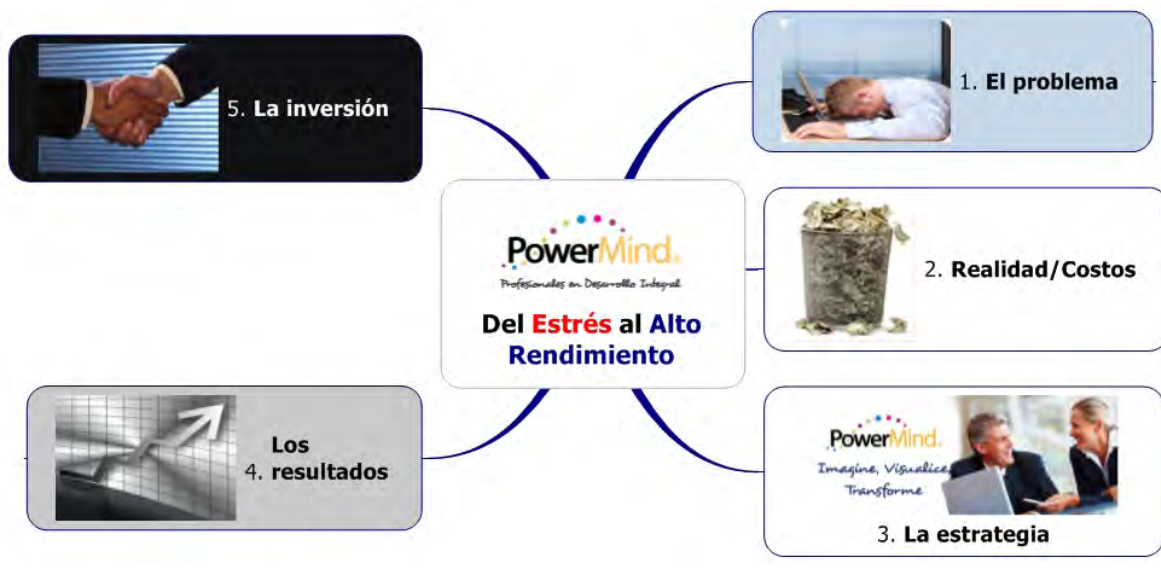 PowerMind®
Profesionales en Desarrollo Integral
Del Estrés al Alto
Rendimiento
1. El problema
2. Realidad/Costos
PowerMind®
Imagine, Visualice
Transforme
3. La estrategia
Los
4. resultados
5. La inversión